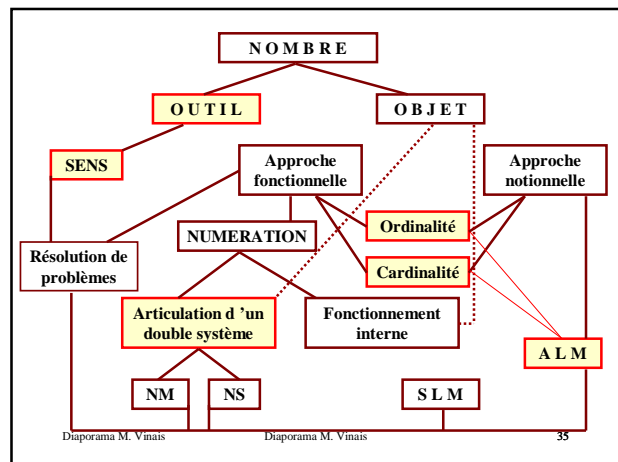 N O M B R E
O U T I L
O B J E T
SENS
Approche
fonctionnelle
Approche
notionnelle
Ordinalité
NUMERATION
Résolution de
problèmes
Cardinalité
Articulation d ’un
double système
Fonctionnement
interne
A L M
NM
NS
S L M
Diaporama M. Vinais
Diaporama M. Vinais
35